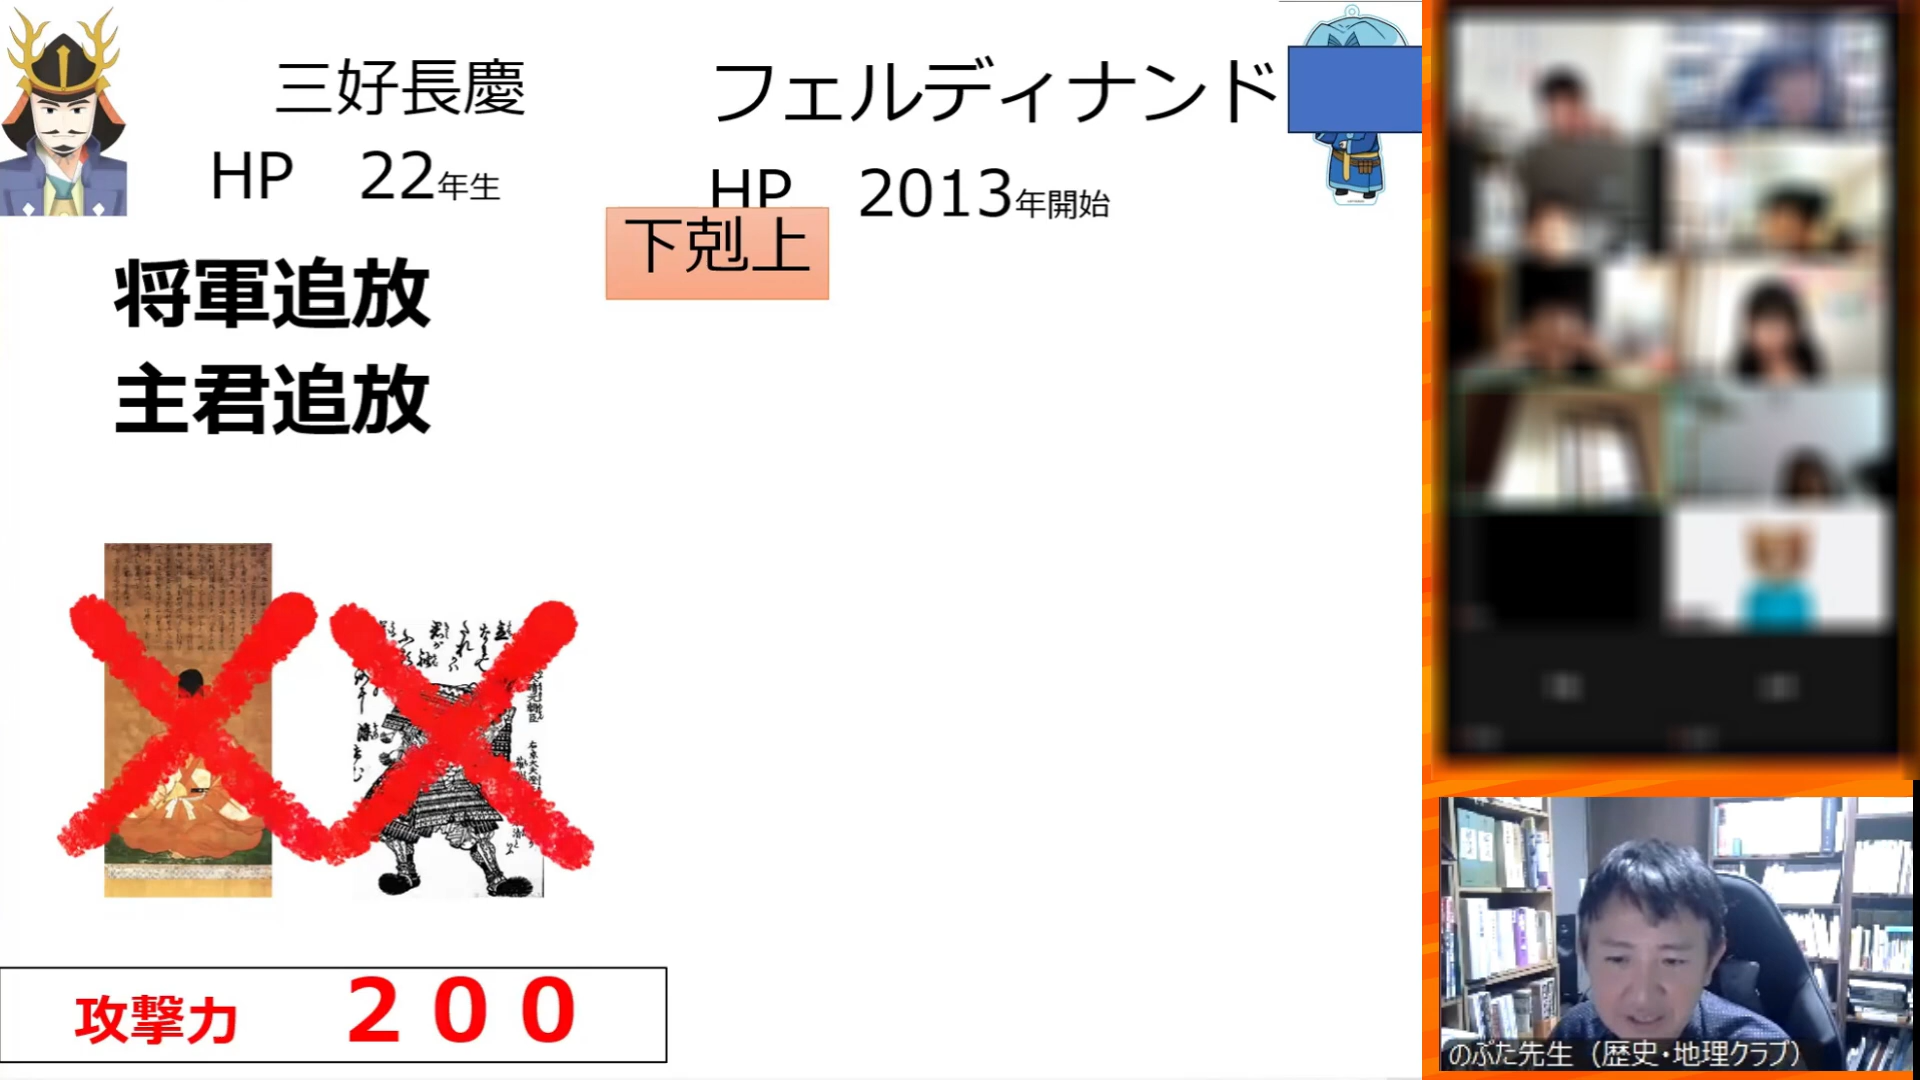 三好長慶
HP 22年生
フェルディナンド
HP 2013年開始
下剋上
将軍追放
主君追放
攻撃力 200
のぶた先生（歴史・地理クラブ）